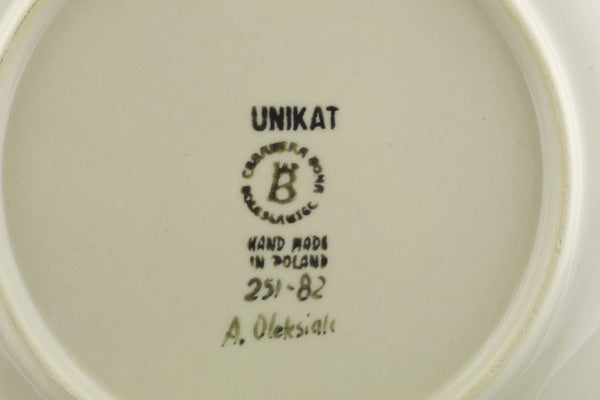 UNIKAT
CERAMIKA BONA
B
BOLESŁAWIEC
HAND MADE
IN POLAND
251-82
A. Oleksiak